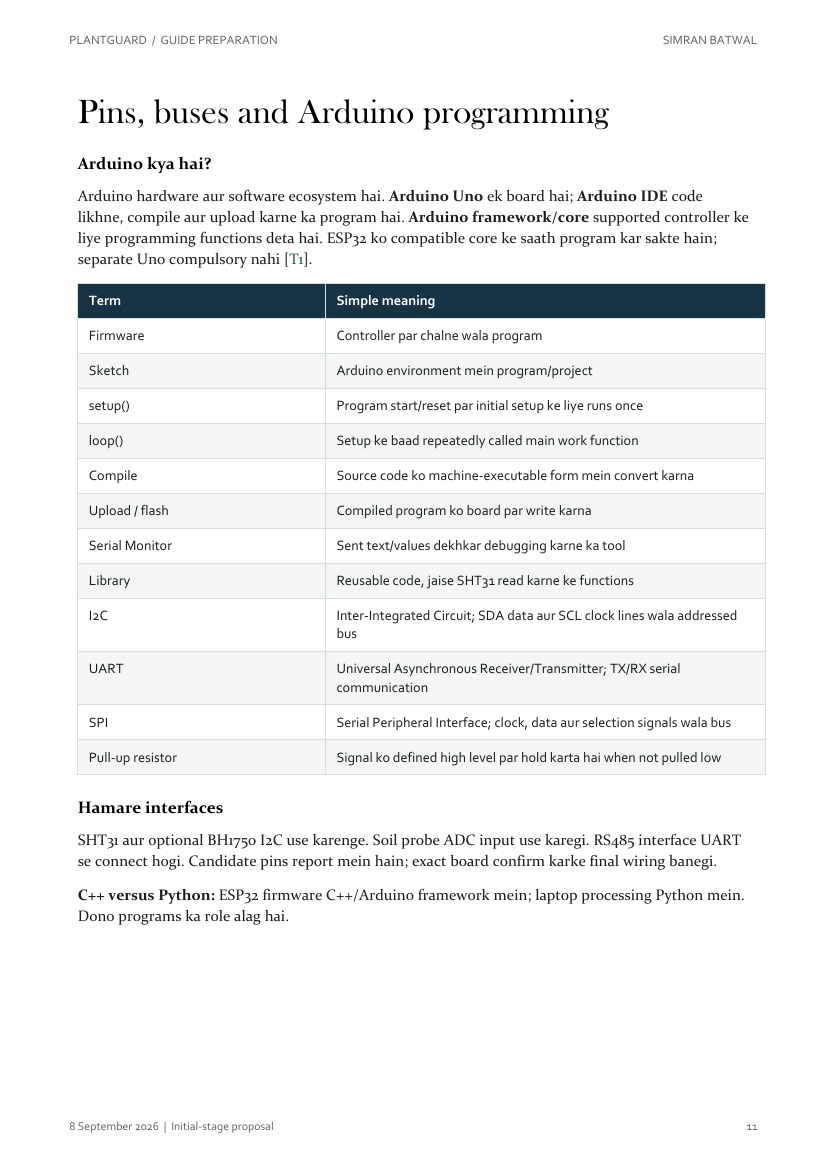 PLANTGUARD / GUIDE PREPARATION SIMRAN BATWAL
Pins, buses and Arduino programming
Arduino kya hai?
Arduino hardware aur software ecosystem hai. Arduino Uno ek board hai; Arduino IDE code
likhne, compile aur upload karne ka program hai. Arduino framework/core supported controller ke
liye programming functions deta hai. ESP32 ko compatible core ke saath program kar sakte hain;
separate Uno compulsory nahi [T1].
Term Simple meaning
Firmware Controller par chalne wala program
Sketch Arduino environment mein program/project
setup() Program start/reset par initial setup ke liye runs once
loop() Setup ke baad repeatedly called main work function
Compile Source code ko machine-executable form mein convert karna
Upload / flash Compiled program ko board par write karna
Serial Monitor Sent text/values dekhkar debugging karne ka tool
Library Reusable code, jaise SHT31 read karne ke functions
I2C Inter-Integrated Circuit; SDA data aur SCL clock lines wala addressed
bus
UART Universal Asynchronous Receiver/Transmitter; TX/RX serial
communication
SPI Serial Peripheral Interface; clock, data aur selection signals wala bus
Pull-up resistor Signal ko defined high level par hold karta hai when not pulled low
Hamare interfaces
SHT31 aur optional BH1750 I2C use karenge. Soil probe ADC input use karegi. RS485 interface UART
se connect hogi. Candidate pins report mein hain; exact board confirm karke final wiring banegi.
C++ versus Python: ESP32 firmware C++/Arduino framework mein; laptop processing Python mein.
Dono programs ka role alag hai.
8 September 2026 | Initial-stage proposal 11